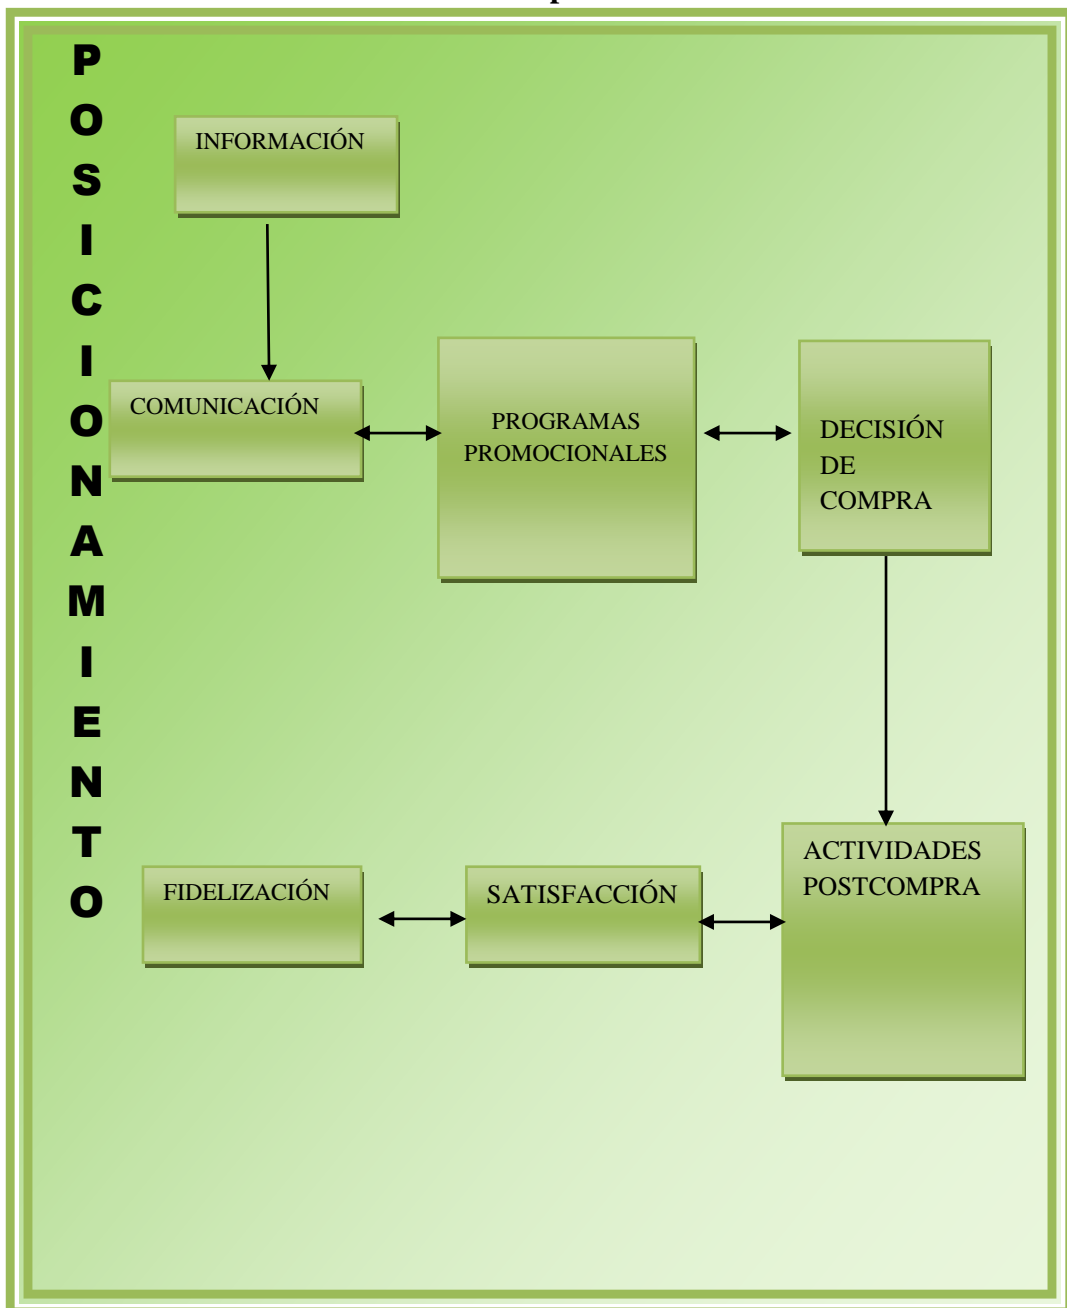 P
O
S
I
C
I
O
N
A
M
I
E
N
T
O
INFORMACIÓN
COMUNICACIÓN
PROGRAMAS
PROMOCIONALES
DECISIÓN
DE
COMPRA
FIDELIZACIÓN
SATISFACCIÓN
ACTIVIDADES
POSTCOMPRA